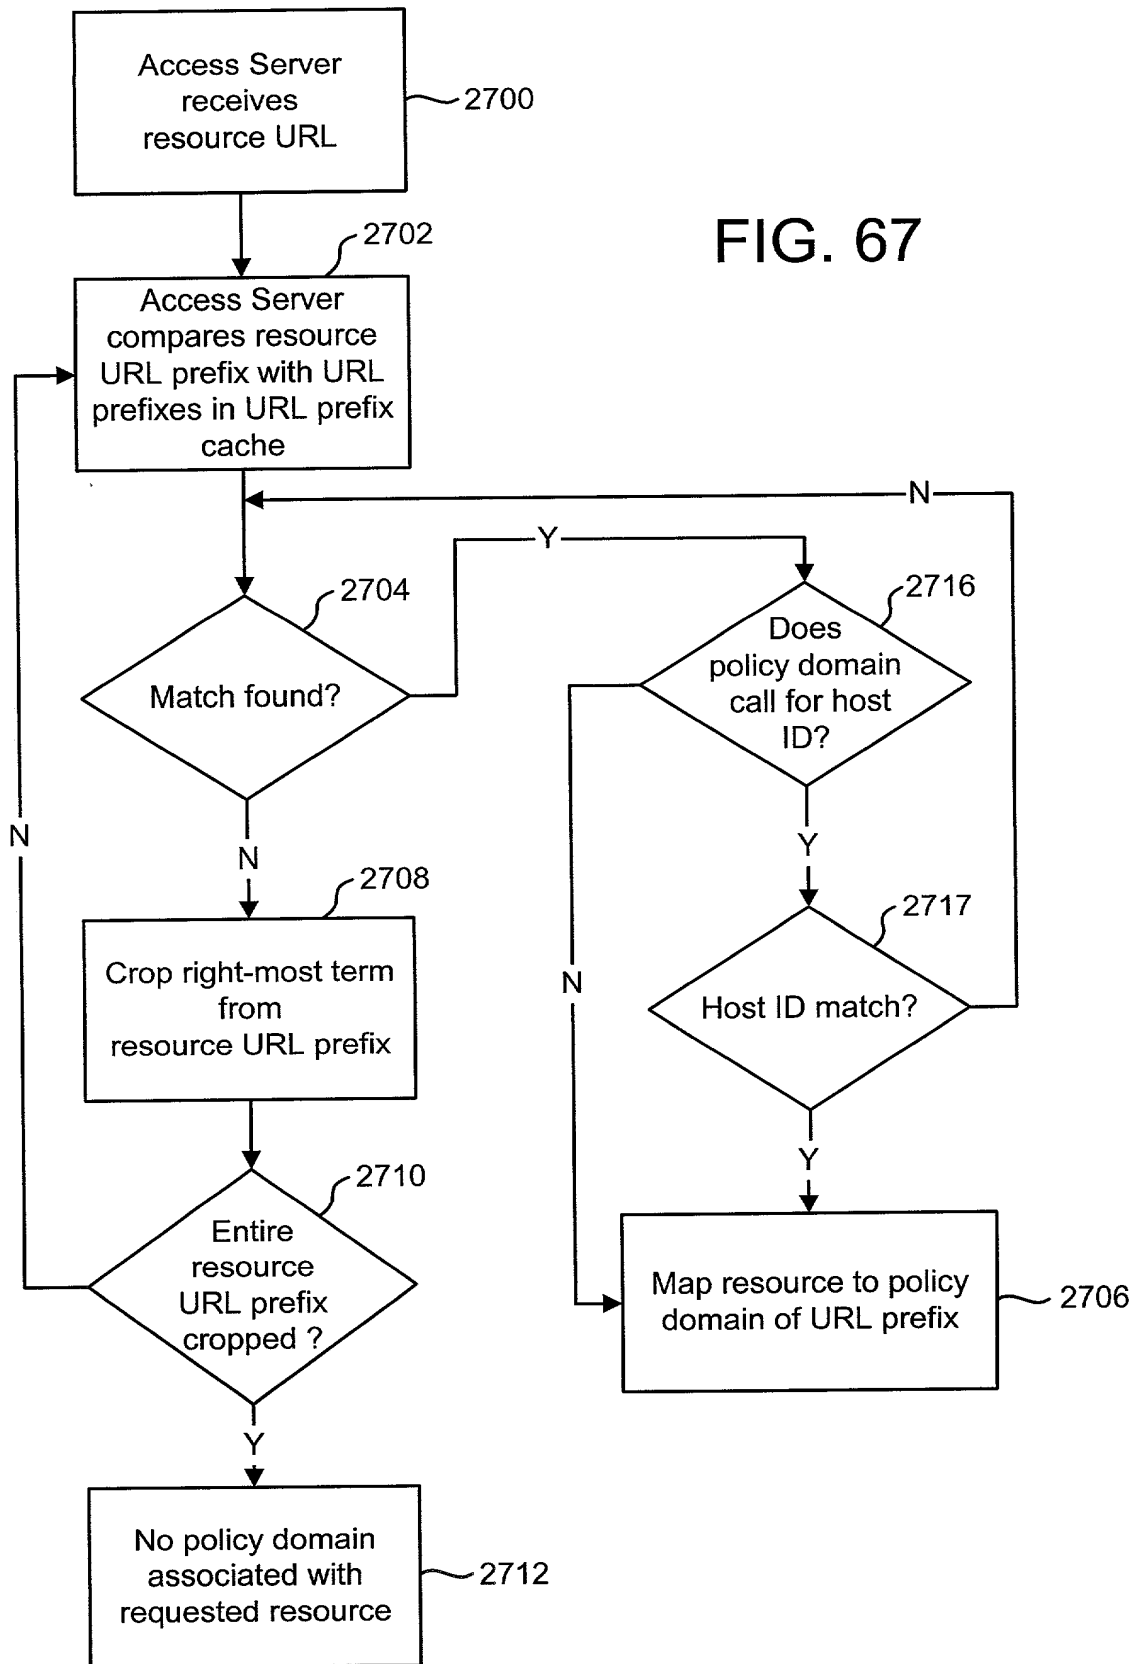 Access Server
receives
resource URL
2700
FIG. 67
2702
Access Server
compares resource
URL prefix with URL
prefixes in URL prefix
cache
N
Y
2704
Match found?
2716
Does
policy domain
call for host
ID?
N
N
Y
2708
Crop right-most term
from
resource URL prefix
2717
Host ID match?
N
2710
Entire
resource
URL prefix
cropped ?
Y
2706
Map resource to policy
domain of URL prefix
Y
2712
No policy domain
associated with
requested resource